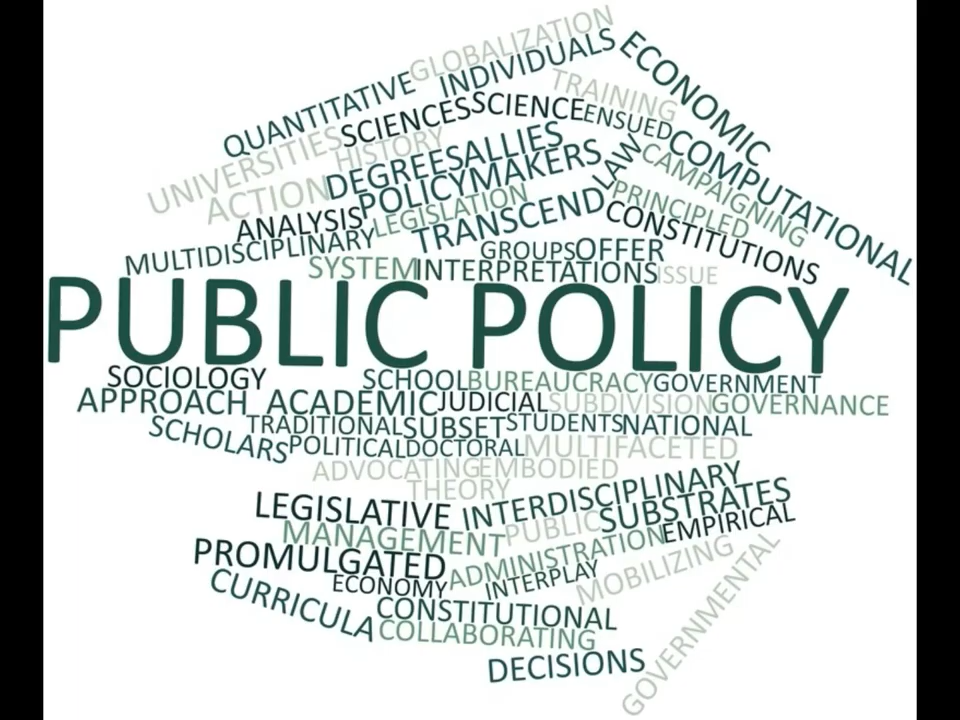 GLOBALIZATION
INDIVIDUALS
ECONOMIC
QUANTITATIVE
TRAINING
SCIENCES
SCIENCE
ENSUED
COMPUTATIONAL
UNIVERSITIES
HISTORY
LAW
CAMPAIGNING
DEGREES
ALLIES
ACTION
POLICYMAKERS
PRINCIPLED
ANALYSIS
LEGISLATION
TRANSCEND
CONSTITUTIONS
MULTIDISCIPLINARY
GROUPS
OFFER
SYSTEM
INTERPRETATIONS
ISSUE
PUBLIC POLICY
SOCIOLOGY
SCHOOL
BUREAUCRACY
GOVERNMENT
APPROACH
ACADEMIC
JUDICIAL
SUBDIVISION
GOVERNANCE
SCHOLARS
TRADITIONAL
SUBSET
STUDENTS
NATIONAL
POLITICAL
DOCTORAL
MULTIFACETED
ADVOCATING
EMBODIED
THEORY
INTERDISCIPLINARY
LEGISLATIVE
SUBSTRATES
MANAGEMENT
PUBLIC
EMPIRICAL
PROMULGATED
ADMINISTRATION
ECONOMY
INTERPLAY
MOBILIZING
GOVERNMENTAL
CURRICULA
CONSTITUTIONAL
COLLABORATING
DECISIONS